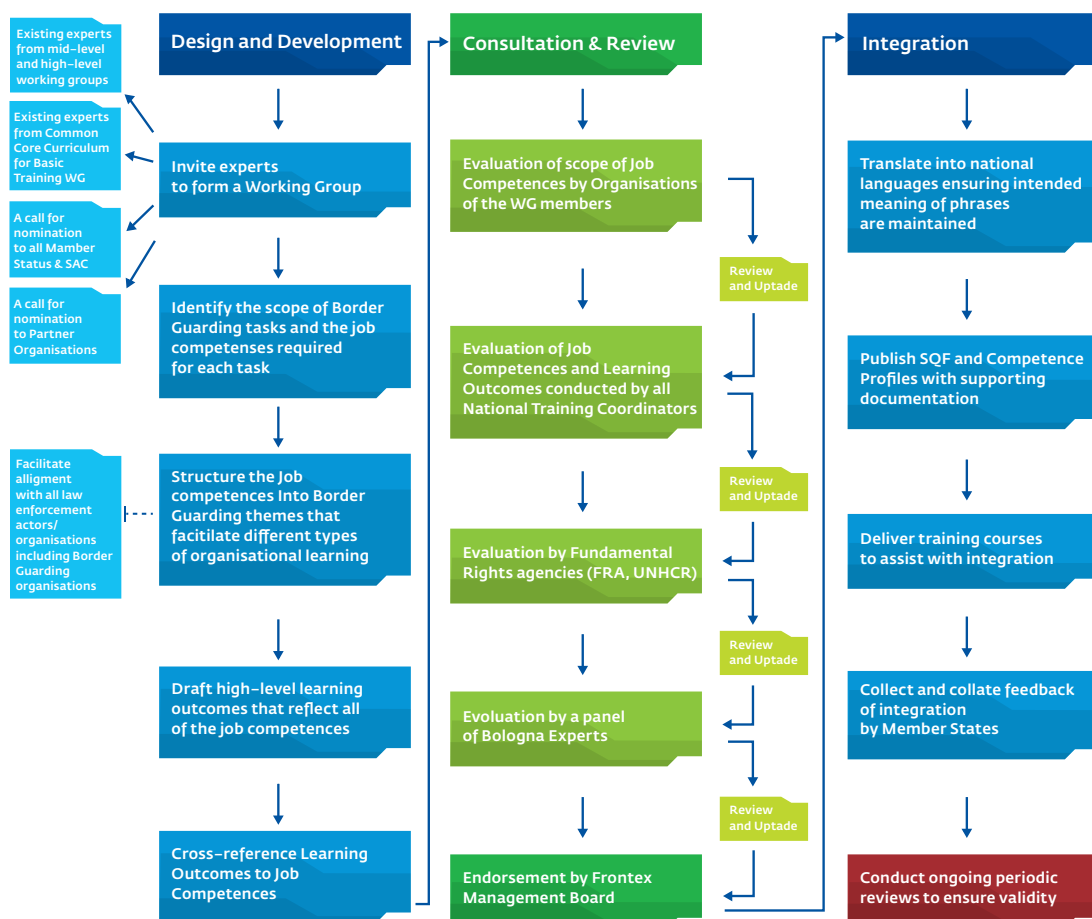 Design and Development
Existing experts
from mid-level
and high-level
working groups
Existing experts
from Common
Core Curriculum
for Basic
Training WG
A call for
nomination
to all Mamber
Status & SAC
A call for
nomination
to Partner
Organisations
Invite experts
to form a Working Group
Identify the scope of Border
Guarding tasks and the job
competenses required
for each task
Facilitate
alligment
with all law
enforcement
actors/
organisations
including Border
Guarding
organisations
Structure the Job
competences Into Border
Guarding themes that
factilitate different types
of organisational learning
Draft high-level learning
outcomes that reflect all
of the job competences
Cross-reference Learning
Outcomes to Job
Competences
Consultation & Review
Evaluation of scope of Job
Competences by Organisations
of the WG members
Review
and Uptade
Evaluation of Job
Competences and Learning
Outcomes conducted by all
National Training Coordinators
Review
and Uptade
Evaluation by Fundamental
Rights agencies (FRA, UNHCR)
Review
and Uptade
Evoluation by a panel
of Bologna Experts
Review
and Uptade
Endorsement by Frontex
Management Board
Integration
Translate into national
languages ensuring intended
meaning of phrases
are maintained
Publish SQF and Competence
Profiles with supporting
documentation
Deliver training courses
to assist with integration
Collect and collate feedback
of integration
by Member States
Conduct ongoing periodic
reviews to ensure validity